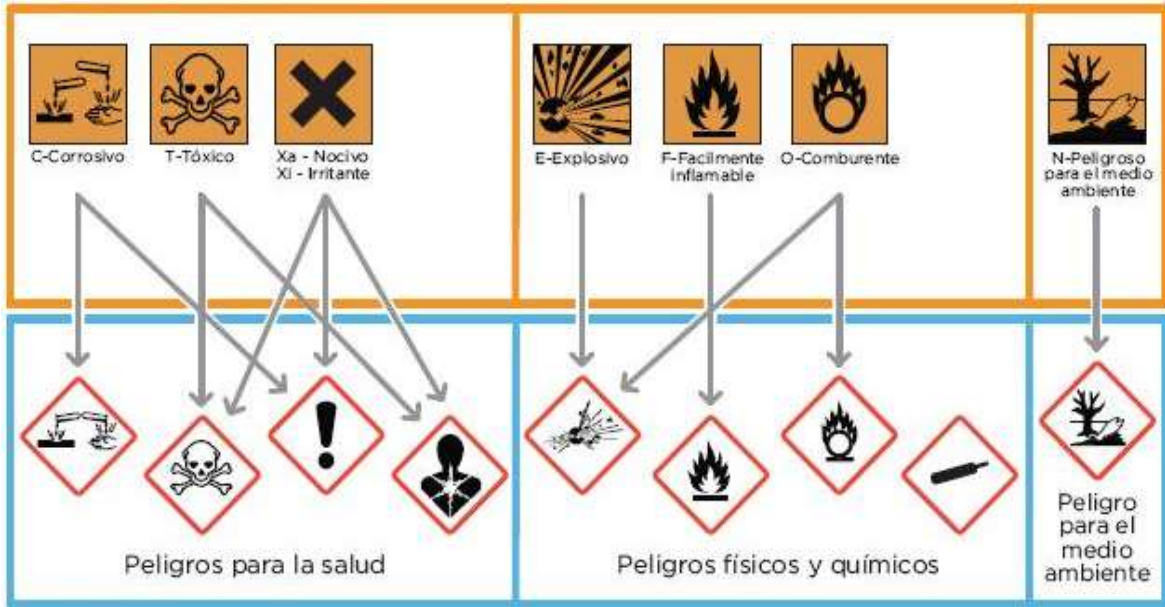 C-Corrosivo
T-Tóxico
Xa - Nocivo
Xi - Irritante
E-Explosivo
F-Facilmente
inflamable
O-Comburente
N-Peligroso
para el medio
ambiente
Peligros para la salud
Peligros físicos y químicos
Peligro
para el
medio
ambiente